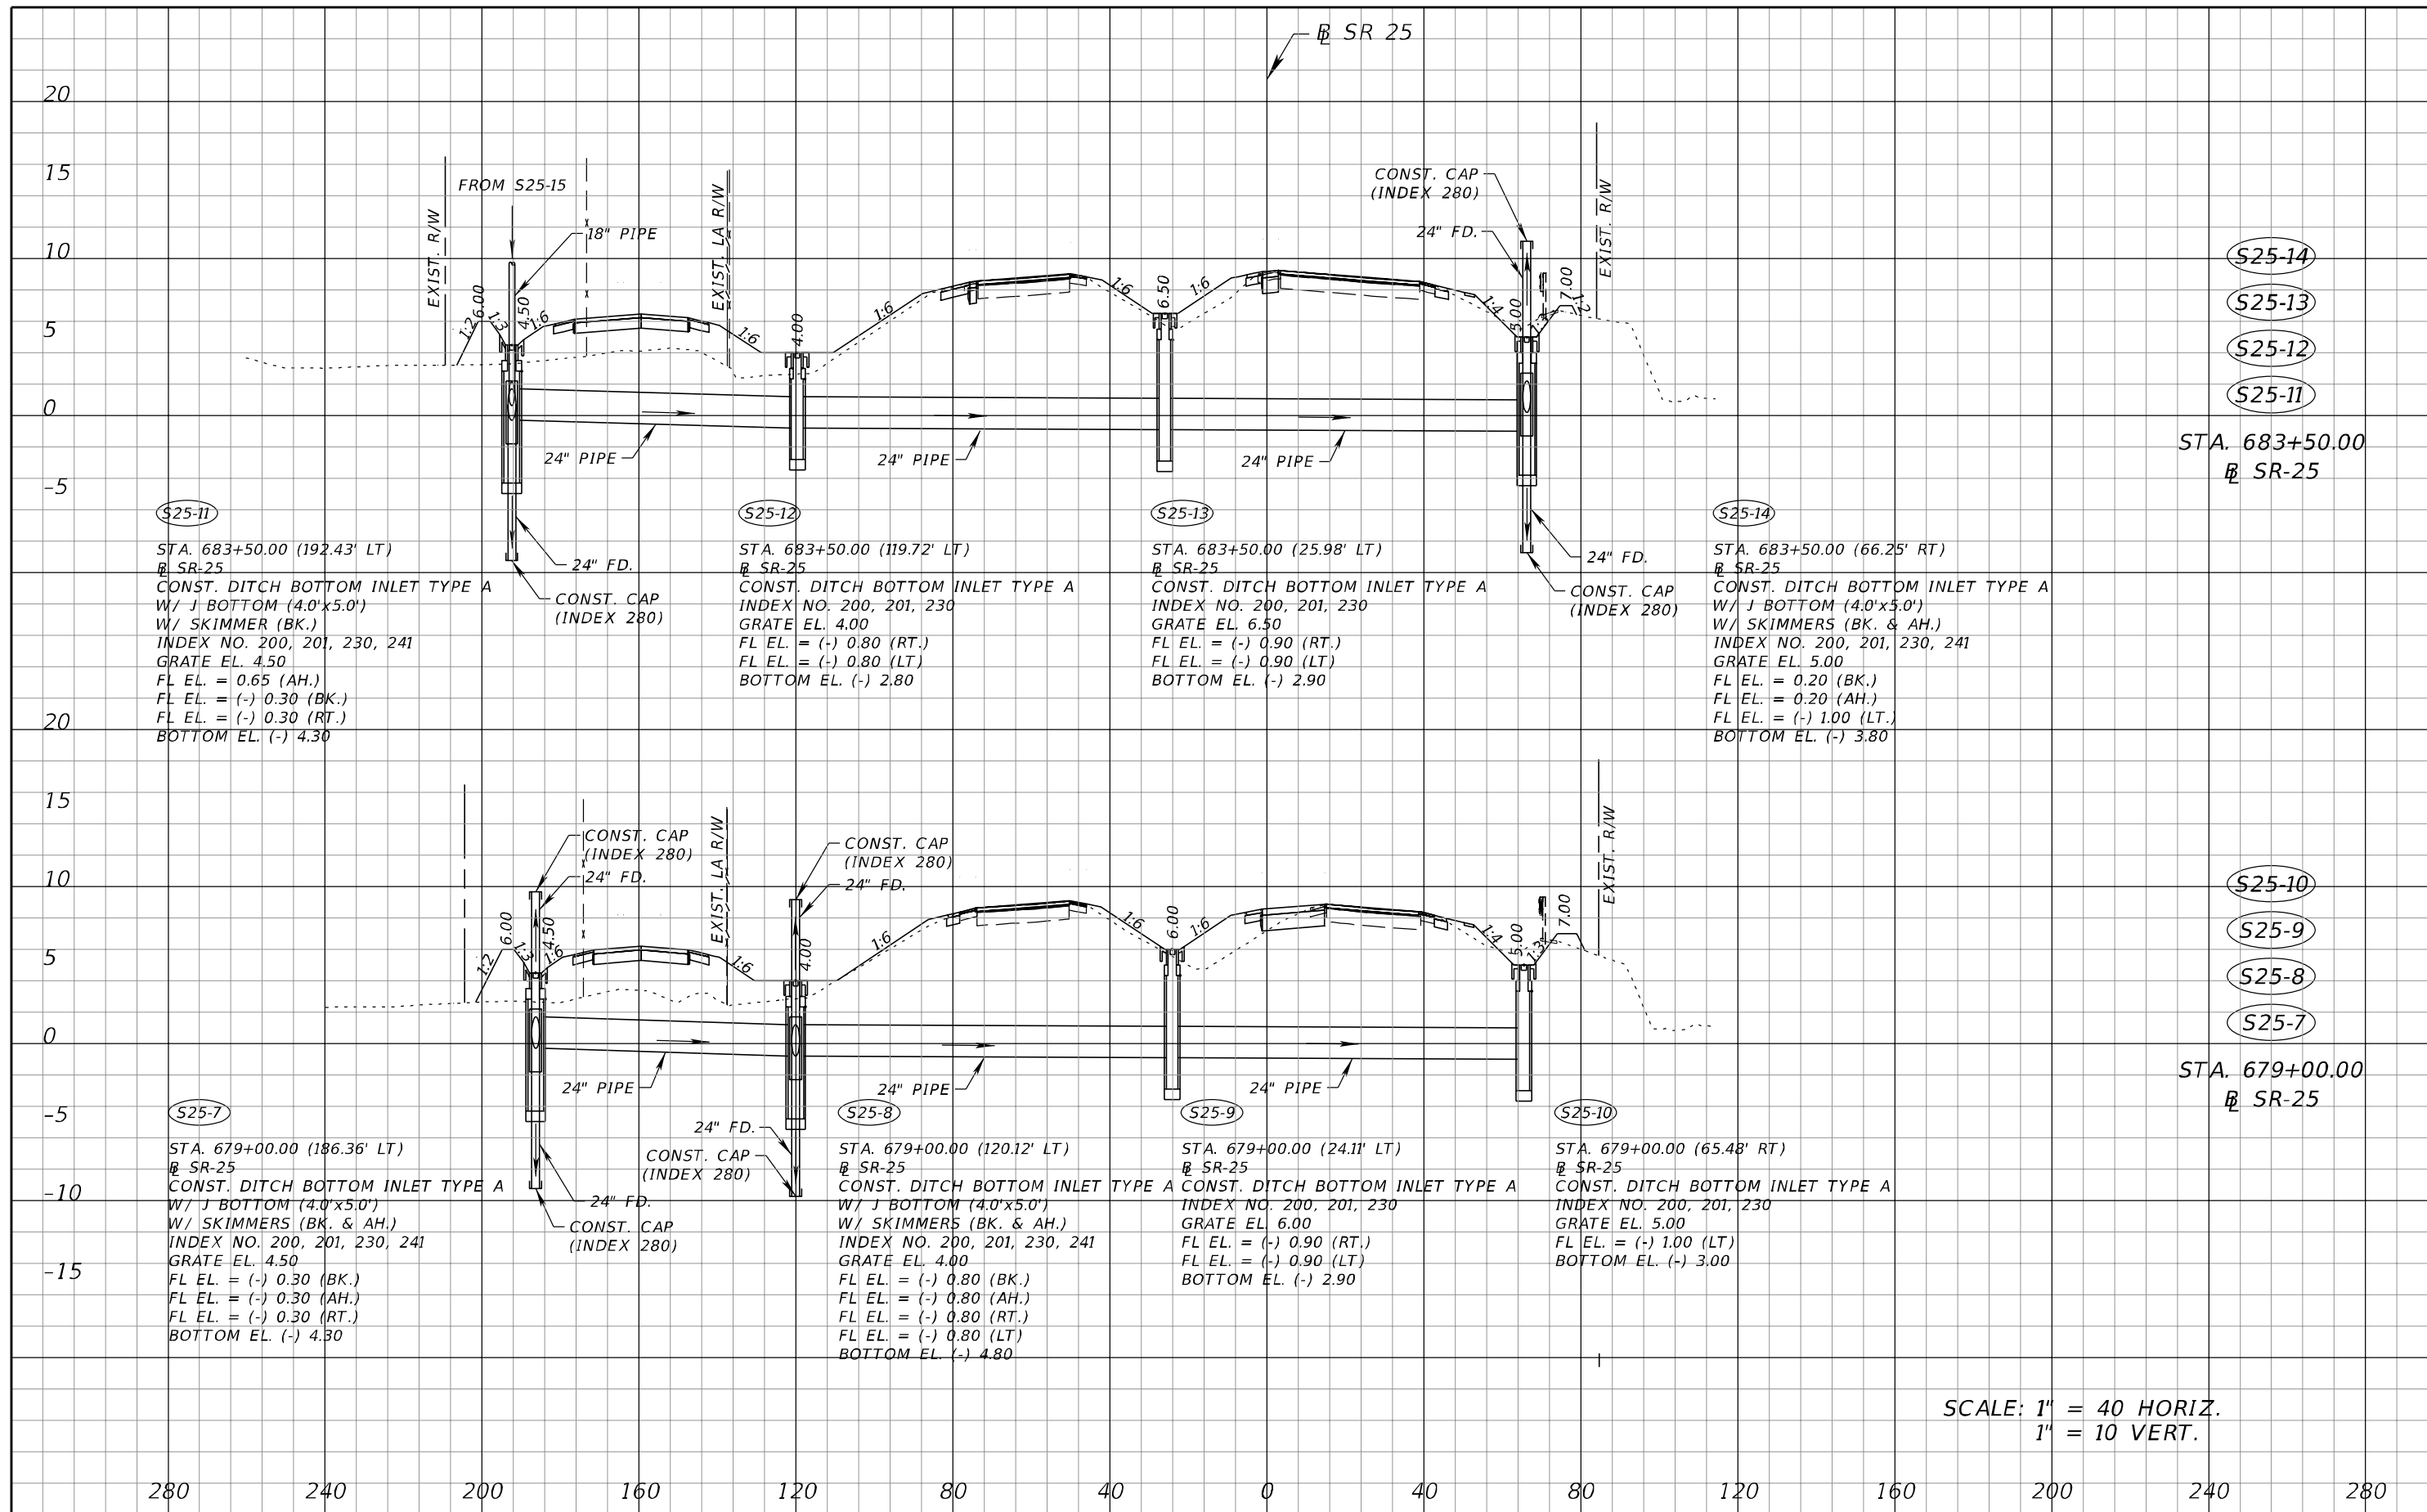 BL SR 25
20
15
10
5
0
-5
FROM S25-15
18" PIPE
EXIST. R/W
EXIST. LA R/W
CONST. CAP
(INDEX 280)
24" FD.
EXIST. R/W
1:2
6.00
1:3
4.50
1:6
1:6
4.00
1:6
1:6
6.50
1:6
1:4
5.00
1:3
7.00
1:2
24" PIPE
24" PIPE
24" PIPE
24" FD.
CONST. CAP
(INDEX 280)
24" FD.
CONST. CAP
(INDEX 280)
S25-14
S25-13
S25-12
S25-11
STA. 683+50.00
BL SR-25
S25-11
STA. 683+50.00 (192.43' LT)
BL SR-25
CONST. DITCH BOTTOM INLET TYPE A
W/ J BOTTOM (4.0'x5.0')
W/ SKIMMER (BK.)
INDEX NO. 200, 201, 230, 241
GRATE EL. 4.50
FL EL. = 0.65 (AH.)
FL EL. = (-) 0.30 (BK.)
FL EL. = (-) 0.30 (RT.)
BOTTOM EL. (-) 4.30
S25-12
STA. 683+50.00 (119.72' LT)
BL SR-25
CONST. DITCH BOTTOM INLET TYPE A
INDEX NO. 200, 201, 230
GRATE EL. 4.00
FL EL. = (-) 0.80 (RT.)
FL EL. = (-) 0.80 (LT)
BOTTOM EL. (-) 2.80
S25-13
STA. 683+50.00 (25.98' LT)
BL SR-25
CONST. DITCH BOTTOM INLET TYPE A
INDEX NO. 200, 201, 230
GRATE EL. 6.50
FL EL. = (-) 0.90 (RT.)
FL EL. = (-) 0.90 (LT)
BOTTOM EL. (-) 2.90
S25-14
STA. 683+50.00 (66.25' RT)
BL SR-25
CONST. DITCH BOTTOM INLET TYPE A
W/ J BOTTOM (4.0'x5.0')
W/ SKIMMERS (BK. & AH.)
INDEX NO. 200, 201, 230, 241
GRATE EL. 5.00
FL EL. = 0.20 (BK.)
FL EL. = 0.20 (AH.)
FL EL. = (-) 1.00 (LT.)
BOTTOM EL. (-) 3.80
20
15
10
5
0
-5
-10
-15
CONST. CAP
(INDEX 280)
24" FD.
EXIST. LA R/W
CONST. CAP
(INDEX 280)
24" FD.
EXIST. R/W
1:2
6.00
1:3
4.50
1:6
1:6
4.00
1:6
1:6
6.00
1:6
1:4
5.00
1:3
7.00
24" PIPE
24" PIPE
24" PIPE
24" FD.
CONST. CAP
(INDEX 280)
24" FD.
CONST. CAP
(INDEX 280)
S25-10
S25-9
S25-8
S25-7
STA. 679+00.00
BL SR-25
S25-7
STA. 679+00.00 (186.36' LT)
BL SR-25
CONST. DITCH BOTTOM INLET TYPE A
W/ J BOTTOM (4.0'x5.0')
W/ SKIMMERS (BK. & AH.)
INDEX NO. 200, 201, 230, 241
GRATE EL. 4.50
FL EL. = (-) 0.30 (BK.)
FL EL. = (-) 0.30 (AH.)
FL EL. = (-) 0.30 (RT.)
BOTTOM EL. (-) 4.30
S25-8
STA. 679+00.00 (120.12' LT)
BL SR-25
CONST. DITCH BOTTOM INLET TYPE A
W/ J BOTTOM (4.0'x5.0')
W/ SKIMMERS (BK. & AH.)
INDEX NO. 200, 201, 230, 241
GRATE EL. 4.00
FL EL. = (-) 0.80 (BK.)
FL EL. = (-) 0.80 (AH.)
FL EL. = (-) 0.80 (RT.)
FL EL. = (-) 0.80 (LT)
BOTTOM EL. (-) 4.80
S25-9
STA. 679+00.00 (24.11' LT)
BL SR-25
CONST. DITCH BOTTOM INLET TYPE A
INDEX NO. 200, 201, 230
GRATE EL. 6.00
FL EL. = (-) 0.90 (RT.)
FL EL. = (-) 0.90 (LT)
BOTTOM EL. (-) 2.90
S25-10
STA. 679+00.00 (65.48' RT)
BL SR-25
CONST. DITCH BOTTOM INLET TYPE A
INDEX NO. 200, 201, 230
GRATE EL. 5.00
FL EL. = (-) 1.00 (LT)
BOTTOM EL. (-) 3.00
SCALE: 1" = 40 HORIZ.
1" = 10 VERT.
280 240 200 160 120 80 40 0 40 80 120 160 200 240 280